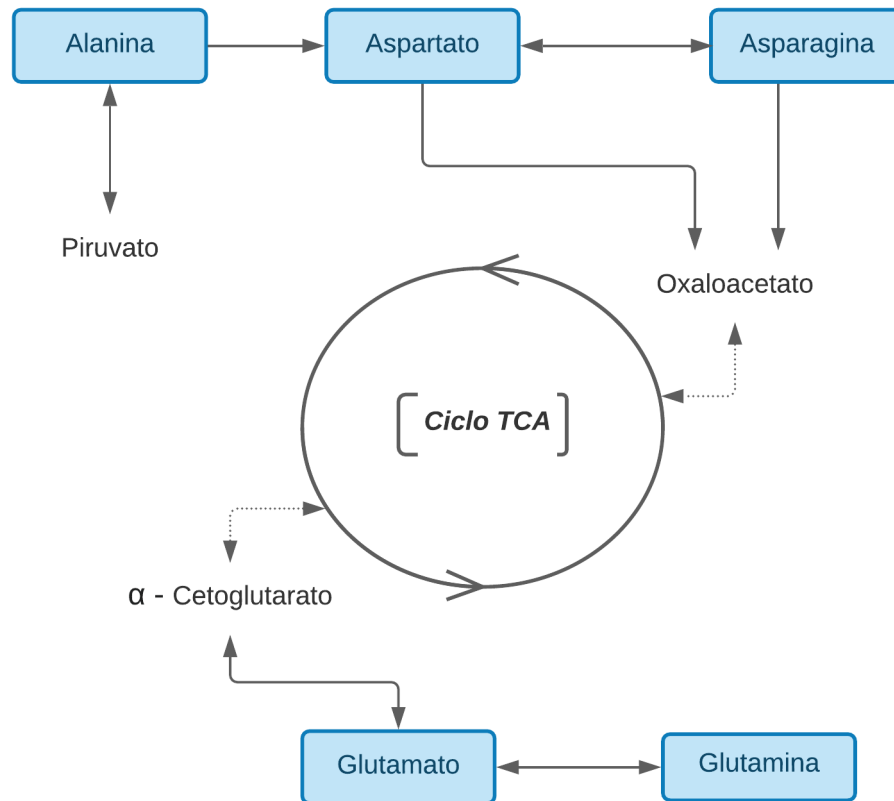 Alanina
Aspartato
Asparagina
Piruvato
Oxaloacetato
Ciclo TCA
α - Cetoglutarato
Glutamato
Glutamina